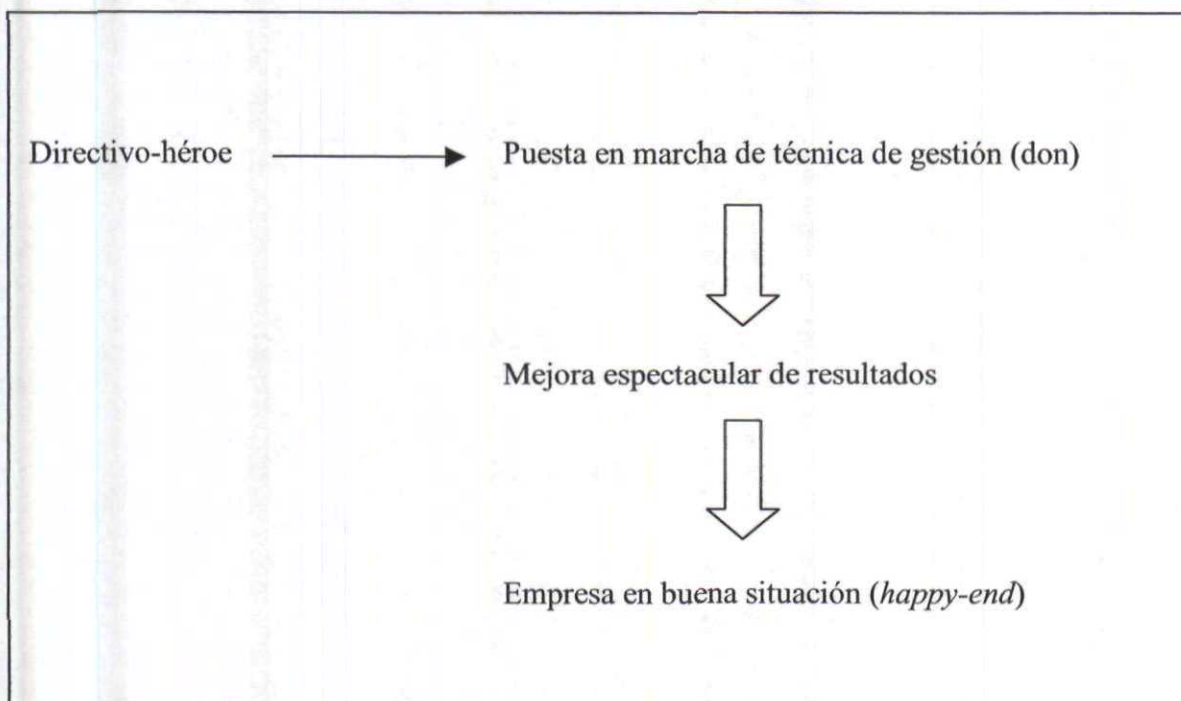 Directivo-héroe
Puesta en marcha de técnica de gestión (don)
Mejora espectacular de resultados
Empresa en buena situación (happy-end)